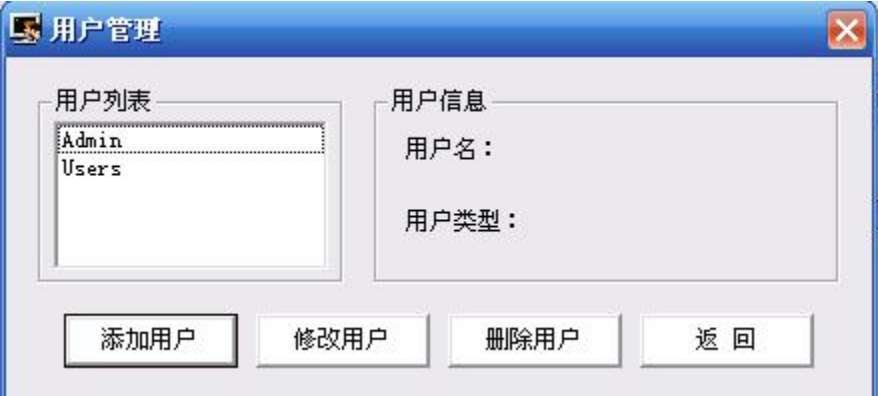 用户管理
用户列表
Admin
Users
用户信息
用户名：
用户类型：
添加用户 修改用户 删除用户 返 回